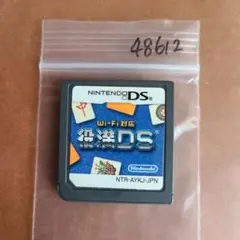 48612
NINTENDO DS
Wi-Fi対応
役満DS
Nintendo
NTR-AYKJ-JPN